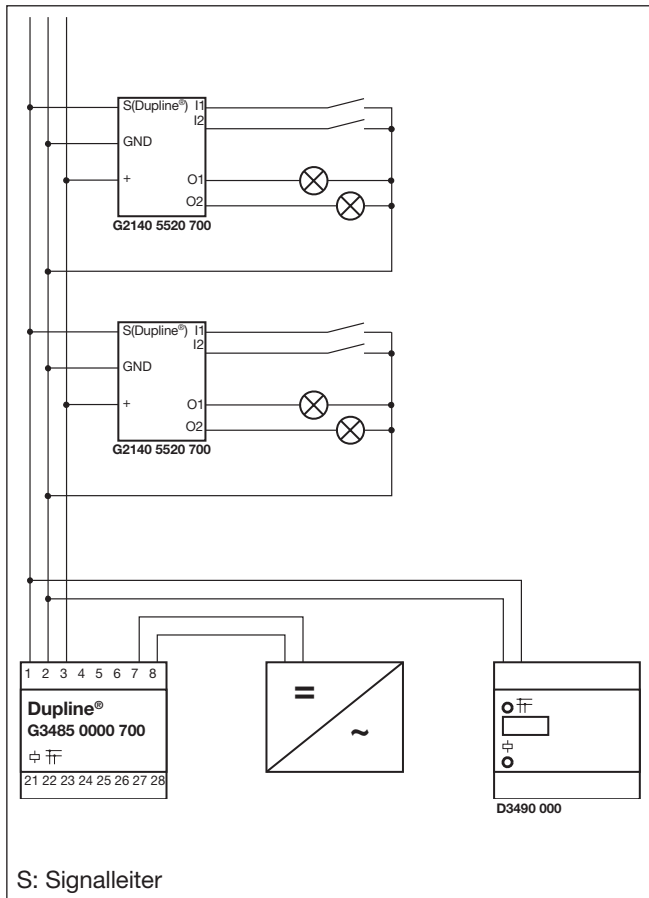 S(Dupline®) I1
I2
GND
+ O1
O2
G2140 5520 700
S(Dupline®) I1
I2
GND
+ O1
O2
G2140 5520 700
1 2 3 4 5 6 7 8
Dupline®
G3485 0000 700
21 22 23 24 25 26 27 28
= ~
D3490 000
S: Signalleiter